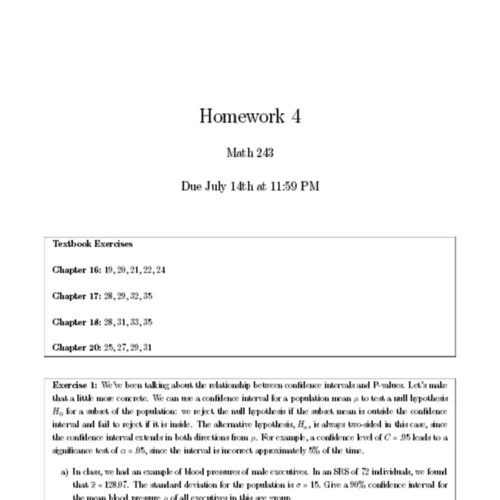 Homework 4
Math 243
Due July 14th at 11:59 PM
Textbook Exercises
Chapter 16: 19, 20, 21, 22, 24
Chapter 17: 28, 29, 32, 35
Chapter 18: 28, 31, 33, 35
Chapter 20: 25, 27, 29, 31
Exercise 1: We've been talking about the relationship between confidence intervals and P-values. Let's make
that a little more concrete. We can use a confidence interval for a population mean μ to test a null hypothesis
H₀ for a subset of the population: we reject the null hypothesis if the subset mean is outside the confidence
interval and fail to reject if it is inside. The alternative hypothesis, Hₐ, is always two-sided in this case, since
the confidence interval extends in both directions from μ. For example, a confidence level of C = .95 leads to a
significance test of α = .05, since the interval is incorrect approximately 5% of the time.
a) In class, we had an example of blood pressures of male executives. In an SRS of 72 individuals, we found
that x̄ = 128.07. The standard deviation for the population is σ = 15. Give a 90% confidence interval for
the mean blood pressure μ of all executives in this age group.